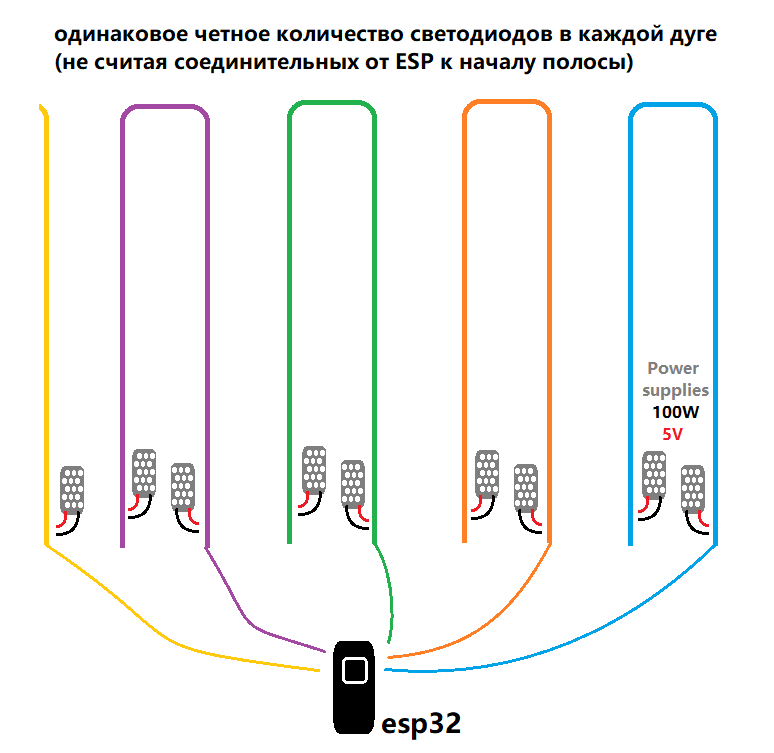 одинаковое четное количество светодиодов в каждой дуге
(не считая соединительных от ESP к началу полосы)
Power
supplies
100W
5V
esp32